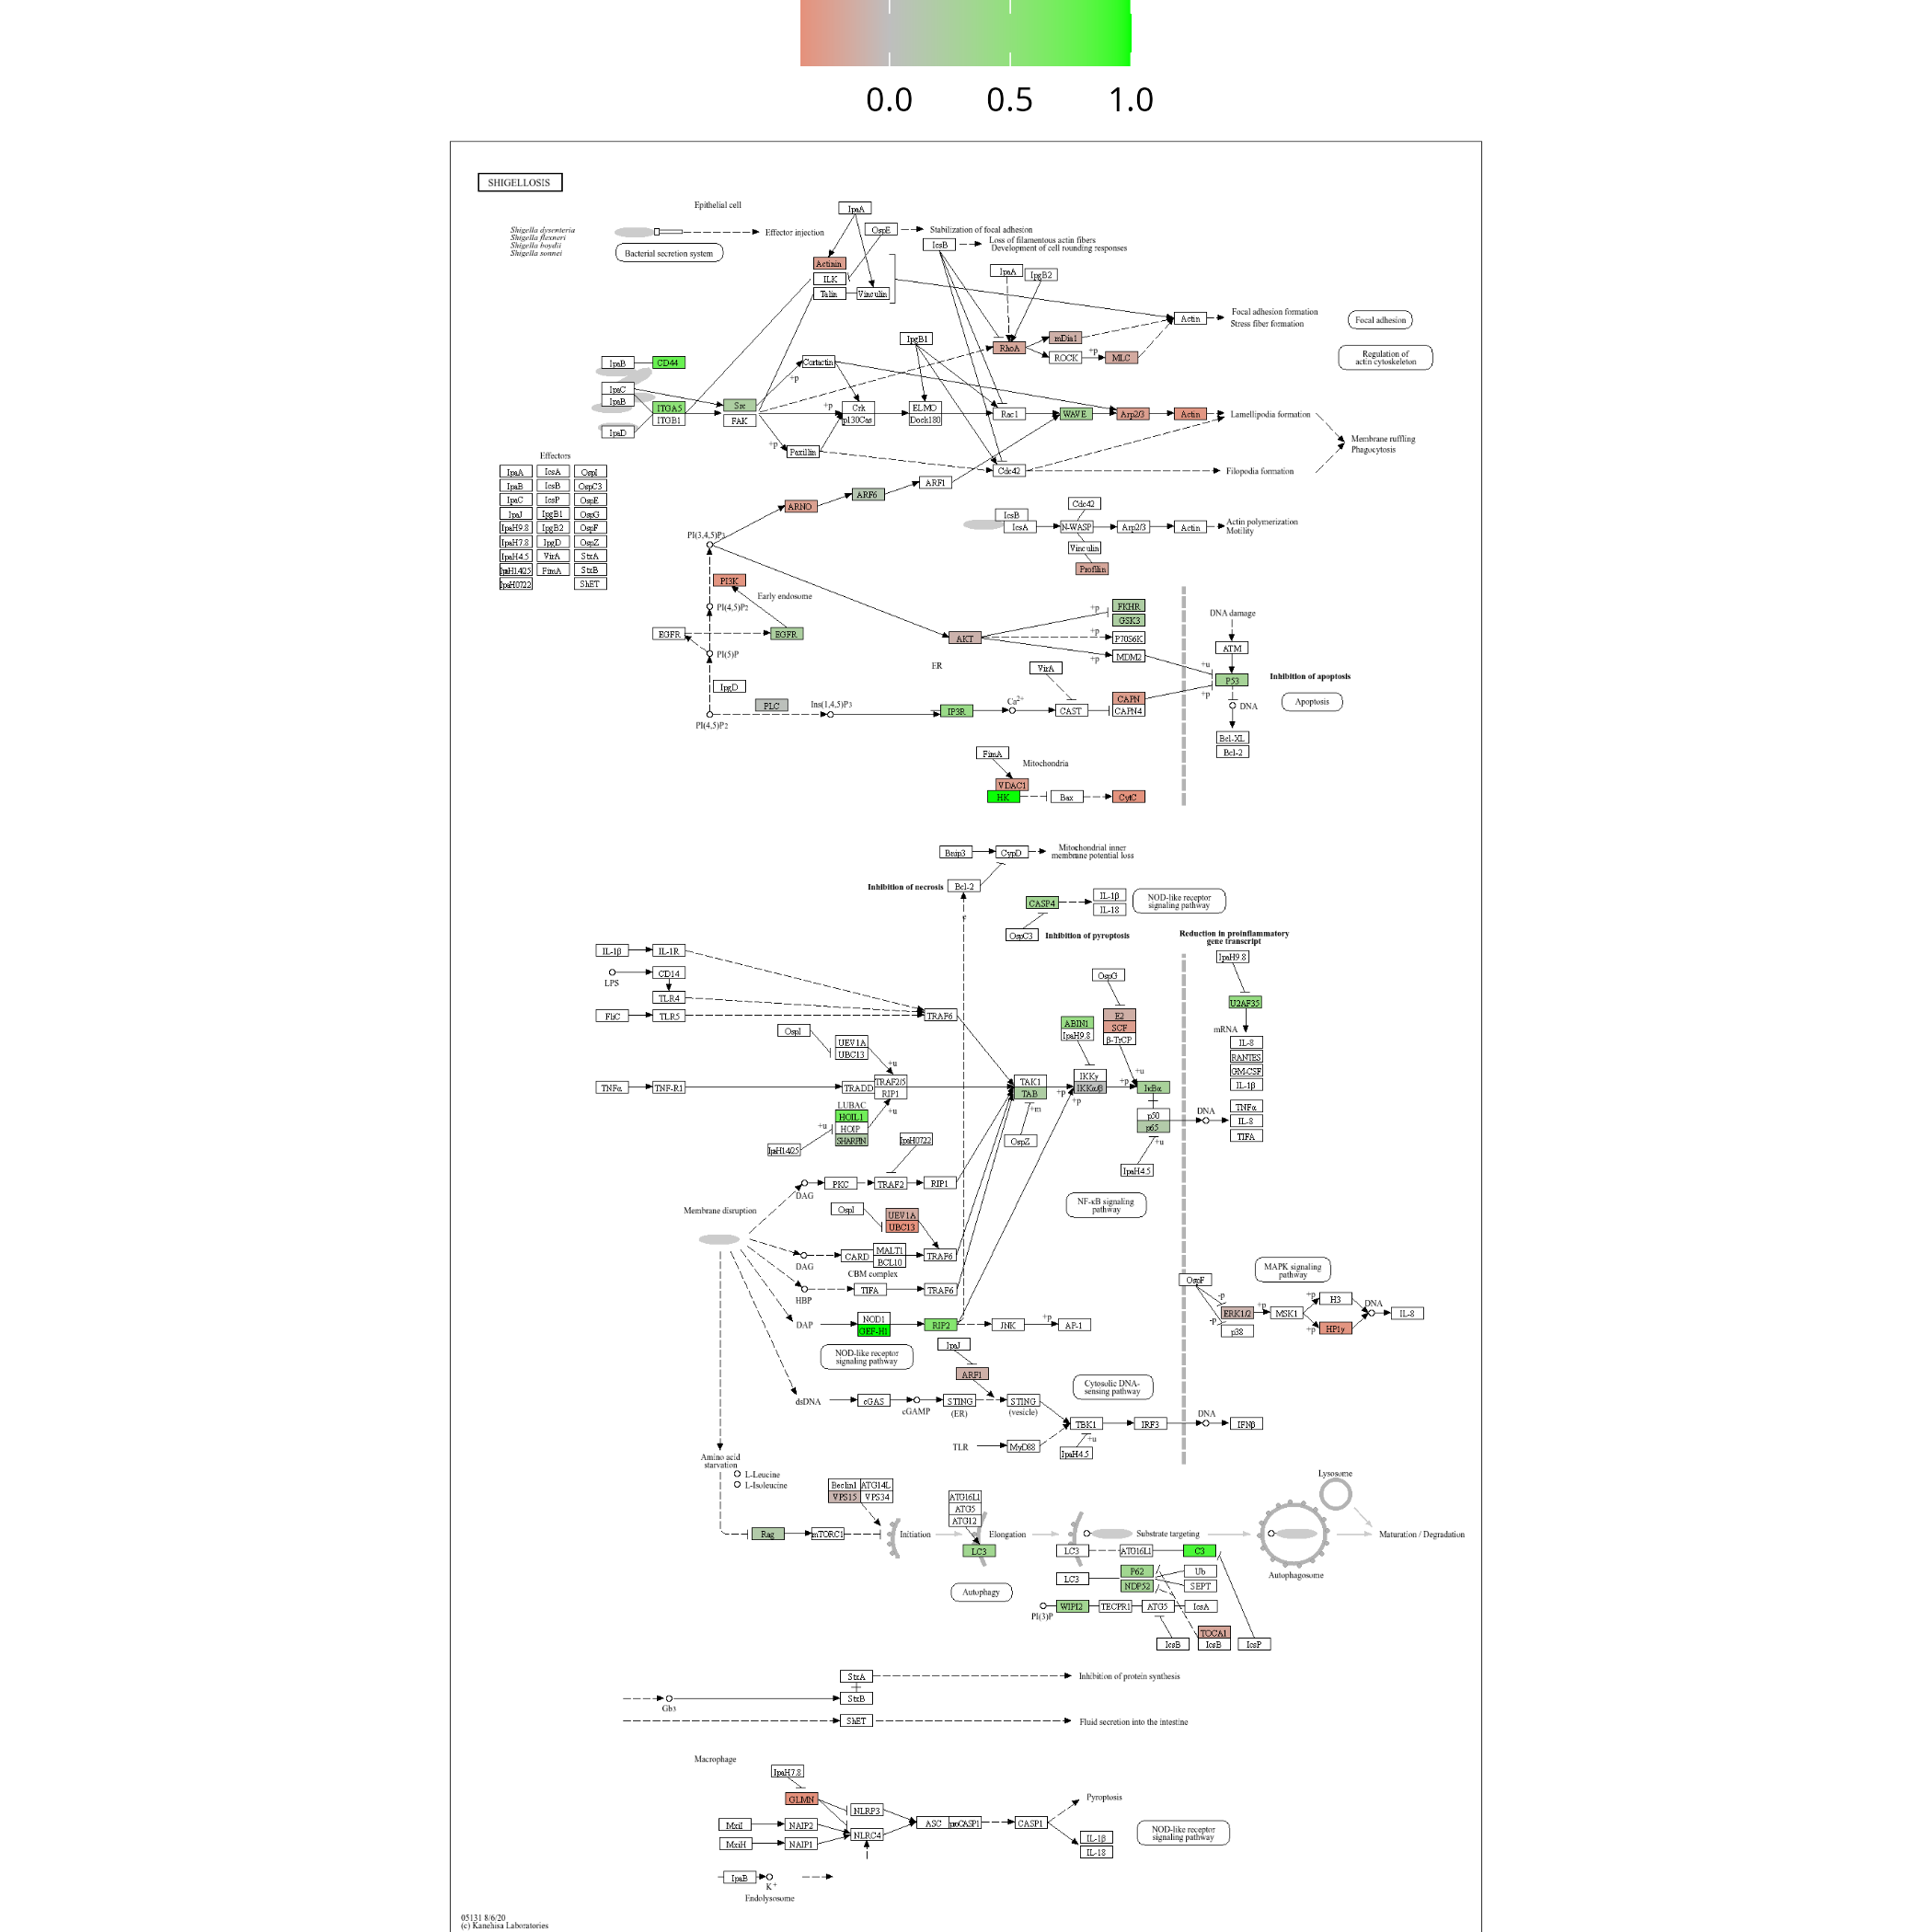 0.0 0.5 1.0
SHIGELLOSIS
Epithelial cell
IpaA
Shigella dysenteria
Shigella flexneri
Shigella boydii
Shigella sonnei
Effector injection
OspE
Stabilization of focal adhesion
Bacterial secretion system
IcsB
Loss of filamentous actin fibers
Development of cell rounding responses
Actinin
ILK
Talin
Vinculin
IpaA
IpgB2
Actin
Focal adhesion formation
Stress fiber formation
Focal adhesion
IpgB1
RhoA
mDia1
ROCK
+p
MLC
Regulation of
actin cytoskeleton
IpaB
CD44
Cortactin
+p
IpaC
IpaB
IpaD
ITGA5
ITGB1
Src
FAK
+p
Crk
p130Cas
ELMO
Dock180
Rac1
WAVE
Arp2/3
Actin
Lamellipodia formation
+p
Paxillin
Cdc42
Filopodia formation
Membrane ruffling
Phagocytosis
Effectors
IpaA IcsA OspI
IpaB IcsB OspC3
IpaC IcsP OspE
IpaJ IpgB1 OspG
IpaH9.8 IpgB2 OspF
IpaH7.8 IpgD OspZ
IpaH4.5 VirA StxA
IpaH1425 FimA StxB
IpaH0722 ShET
ARNO
ARF6
ARF1
IcsB
IcsA
Cdc42
N-WASP
Vinculin
Profilin
Arp2/3
Actin
Actin polymerization
Motility
PI(3,4,5)P3
PI3K
Early endosome
PI(4,5)P2
EGFR
EGFR
PI(5)P
IpgD
PLC
PI(4,5)P2
Ins(1,4,5)P3
AKT
+p
FKHR
GSK3
+p
P70S6K
+p
MDM2
DNA damage
ATM
+u
P53
+p
Inhibition of apoptosis
Apoptosis
ER
VirA
IP3R
Ca2+
CAST
CAPN
CAPN4
DNA
Bcl-XL
Bcl-2
FimA
Mitochondria
VDAC1
HK
Bax
CytC
Bnip3
CypD
Mitochondrial inner
membrane potential loss
Inhibition of necrosis
Bcl-2
CASP4
IL-1β
IL-18
NOD-like receptor
signaling pathway
OspC3
Inhibition of pyroptosis
Reduction in proinflammatory
gene transcript
IL-1β
IL-1R
LPS
CD14
TLR4
FliC
TLR5
TRAF6
IpaH9.8
OspG
U2AF35
mRNA
IL-8
RANTES
GM-CSF
IL-1β
OspI
UEV1A
UBC13
+u
ABIN1
IpaH9.8
E2
SCF
β-TrCP
+u
TNFα
TNF-R1
TRADD
TRAF2/5
RIP1
TAK1
TAB
+p
IKKγ
IKKα/β
+p
+p
IκBα
LUBAC
HOIL1
HOIP
SHARPIN
+u
+u
IpaH1425
IpaH0722
+m
OspZ
p50
p65
+u
IpaH4.5
DNA
TNFα
IL-8
TIFA
DAG
PKC
TRAF2
RIP1
NF-κB signaling
pathway
Membrane disruption
OspI
UEV1A
UBC13
DAG
CARD
MALT1
BCL10
TRAF6
CBM complex
HBP
TIFA
TRAF6
OspF
MAPK signaling
pathway
-p
-p
ERK1/2
p38
+p
MSK1
+p
H3
+p
HP1γ
DNA
IL-8
DAP
NOD1
GEF-H1
RIP2
JNK
+p
AP-1
NOD-like receptor
signaling pathway
IpaJ
ARF1
dsDNA
cGAS
cGAMP
STING
(ER)
STING
(vesicle)
Cytosolic DNA-
sensing pathway
TBK1
IRF3
DNA
IFNβ
TLR
MyD88
+u
IpaH4.5
Amino acid
starvation
L-Leucine
L-Isoleucine
Beclin1
ATG14L
VPS15
VPS34
ATG16L1
ATG5
ATG12
Lysosome
Rag
mTORC1
Initiation
Elongation
Substrate targeting
Maturation / Degradation
LC3
LC3
ATG16L1
C3
Autophagosome
Autophagy
LC3
P62
NDP52
Ub
SEPT
PI(3)P
WIPI2
TECPR1
ATG5
IcsA
IcsB
TOCA1
IcsB
IcsP
StxA
Inhibition of protein synthesis
Gb3
StxB
ShET
Fluid secretion into the intestine
Macrophage
IpaH7.8
GLMN
NLRP3
MxiI
NAIP2
MxiH
NAIP1
NLRC4
ASC
proCASP1
CASP1
Pyroptosis
IL-1β
IL-18
NOD-like receptor
signaling pathway
IpaB
K+
Endolysosome
05131 8/6/20
(c) Kanehisa Laboratories